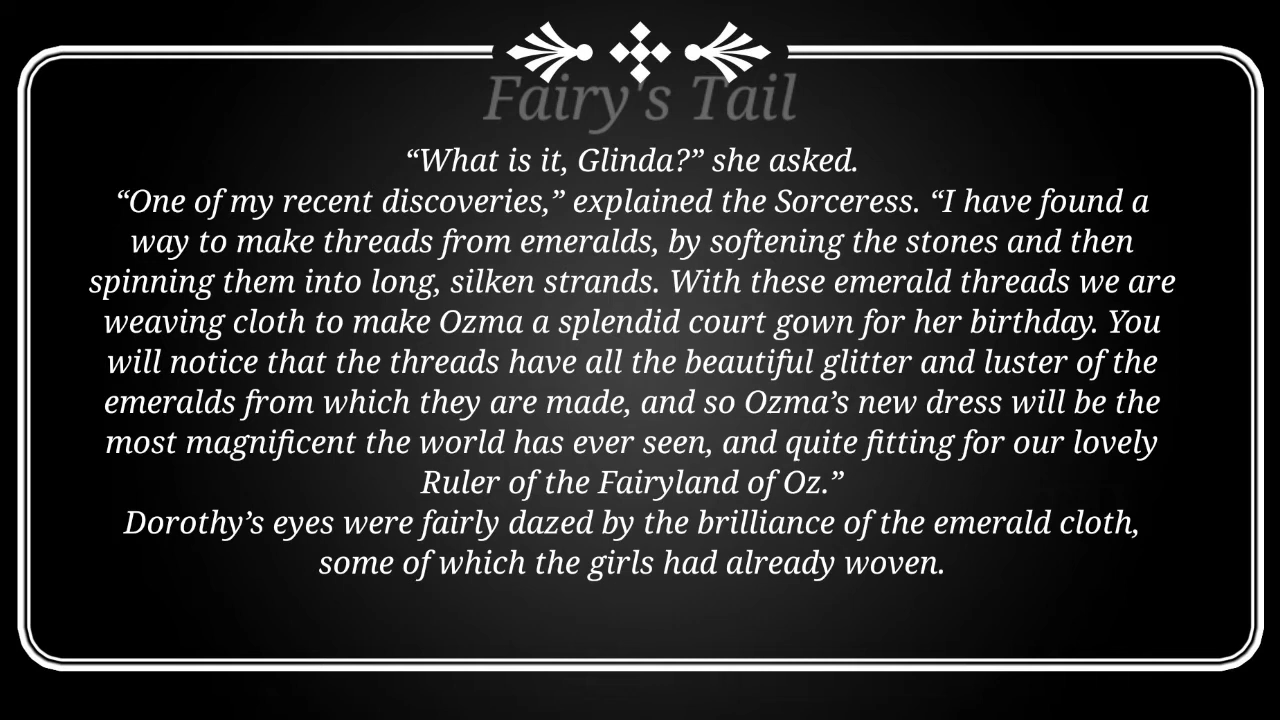 Fairy's Tail
“What is it, Glinda?” she asked.
“One of my recent discoveries,” explained the Sorceress. “I have found a
way to make threads from emeralds, by softening the stones and then
spinning them into long, silken strands. With these emerald threads we are
weaving cloth to make Ozma a splendid court gown for her birthday. You
will notice that the threads have all the beautiful glitter and luster of the
emeralds from which they are made, and so Ozma’s new dress will be the
most magnificent the world has ever seen, and quite fitting for our lovely
Ruler of the Fairyland of Oz.”
Dorothy’s eyes were fairly dazed by the brilliance of the emerald cloth,
some of which the girls had already woven.